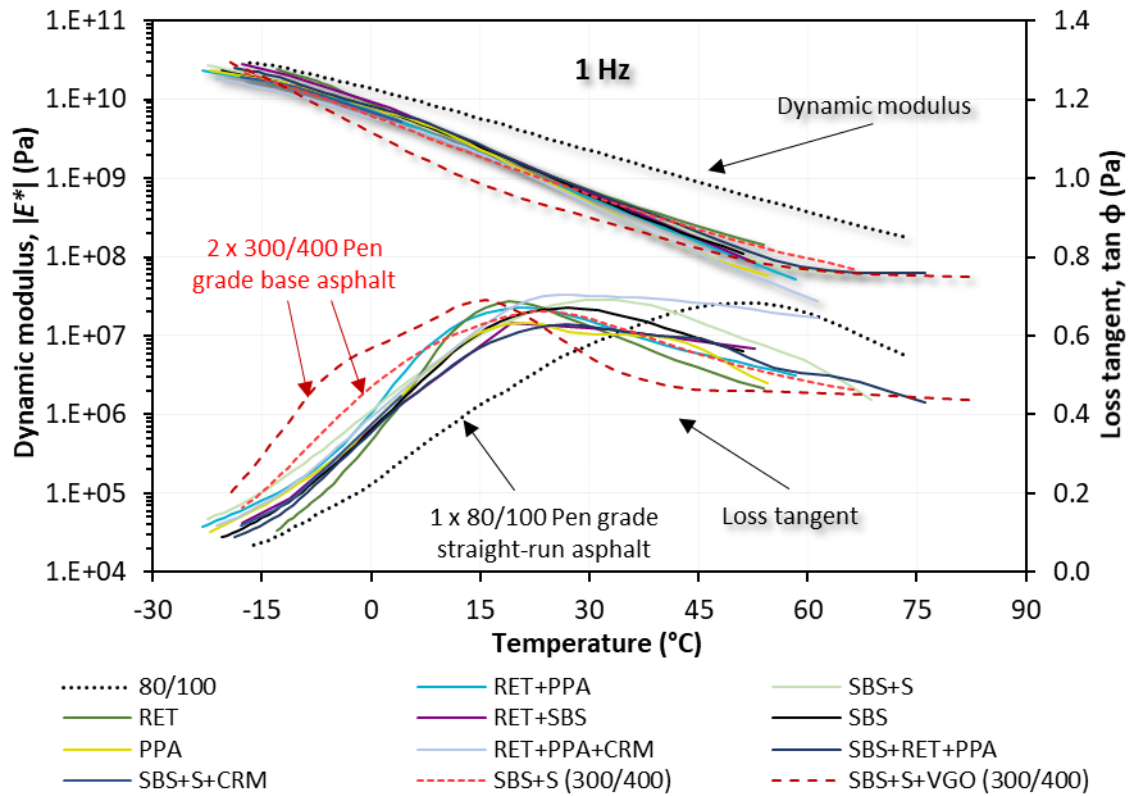 1 Hz
Dynamic modulus
2 x 300/400 Pen
grade base asphalt
1 x 80/100 Pen grade
straight-run asphalt
Loss tangent
Dynamic modulus, |E*| (Pa)
1.E+11
1.E+10
1.E+09
1.E+08
1.E+07
1.E+06
1.E+05
1.E+04
Loss tangent, tan ϕ (Pa)
1.4
1.2
1.0
0.8
0.6
0.4
0.2
0.0
-30 -15 0 15 30 45 60 75 90
Temperature (°C)
80/100 RET+PPA SBS+S
RET RET+SBS SBS
PPA RET+PPA+CRM SBS+RET+PPA
SBS+S+CRM SBS+S (300/400) SBS+S+VGO (300/400)